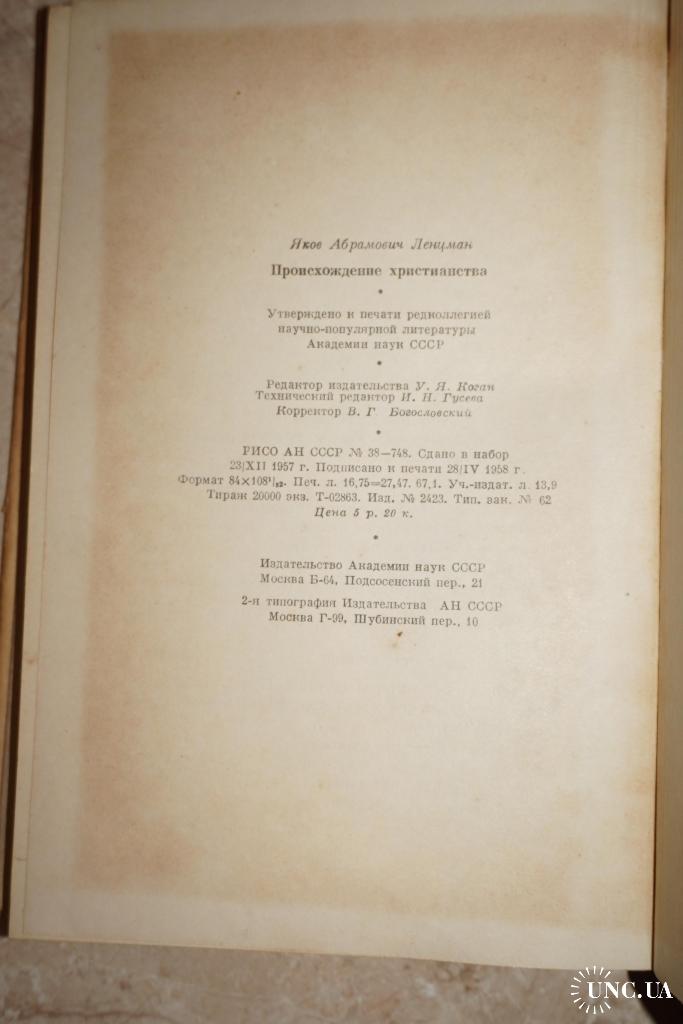 Яков Абрамович Ленцман
Происхождение христианства
*
Утверждено к печати редколлегией
научно-популярной литературы
Академии наук СССР
*
Редактор издательства У. Я. Коган
Технический редактор И. Н. Гусева
Корректор В. Г Богословский
*
РИСО АН СССР № 38—748. Сдано в набор
23/XII 1957 г. Подписано к печати 28/IV 1958 г.
Формат 84×108¹/₃₂. Печ. л. 16,75=27,47. 67,1. Уч.-издат. л. 13,9
Тираж 20000 экз. Т-02863. Изд. № 2423. Тип. зак. № 62
Цена 5 р. 20 к.
*
Издательство Академии наук СССР
Москва Б-64, Подсосенский пер., 21
2-я типография Издательства АН СССР
Москва Г-99, Шубинский пер., 10
UNC.UA